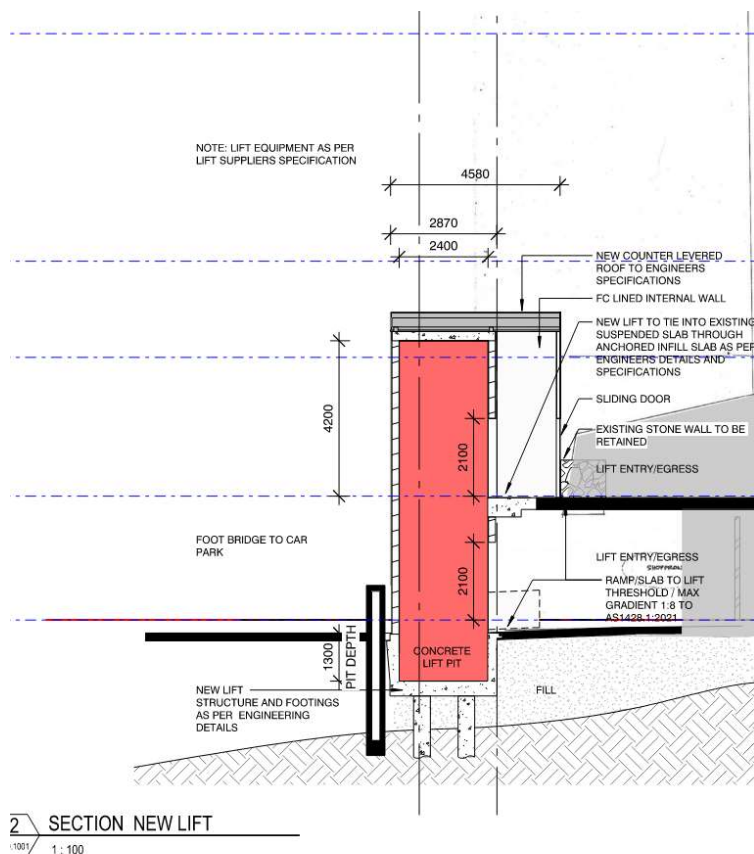 NOTE: LIFT EQUIPMENT AS PER
LIFT SUPPLIERS SPECIFICATION
4580
2870
2400
NEW COUNTER LEVERED
ROOF TO ENGINEERS
SPECIFICATIONS
FC LINED INTERNAL WALL
NEW LIFT TO TIE INTO EXISTING
SUSPENDED SLAB THROUGH
ANCHORED INFILL SLAB AS PER
ENGINEERS DETAILS AND
SPECIFICATIONS
SLIDING DOOR
EXISTING STONE WALL TO BE
RETAINED
LIFT ENTRY/EGRESS
4200
2100
FOOT BRIDGE TO CAR
PARK
2100
LIFT ENTRY/EGRESS
RAMP/SLAB TO LIFT
THRESHOLD / MAX
GRADIENT 1:8 TO
AS1428.1:2021
1300
PIT DEPTH
CONCRETE
LIFT PIT
NEW LIFT
STRUCTURE AND FOOTINGS
AS PER ENGINEERING
DETAILS
FILL
2
SECTION NEW LIFT
1001
1 : 100